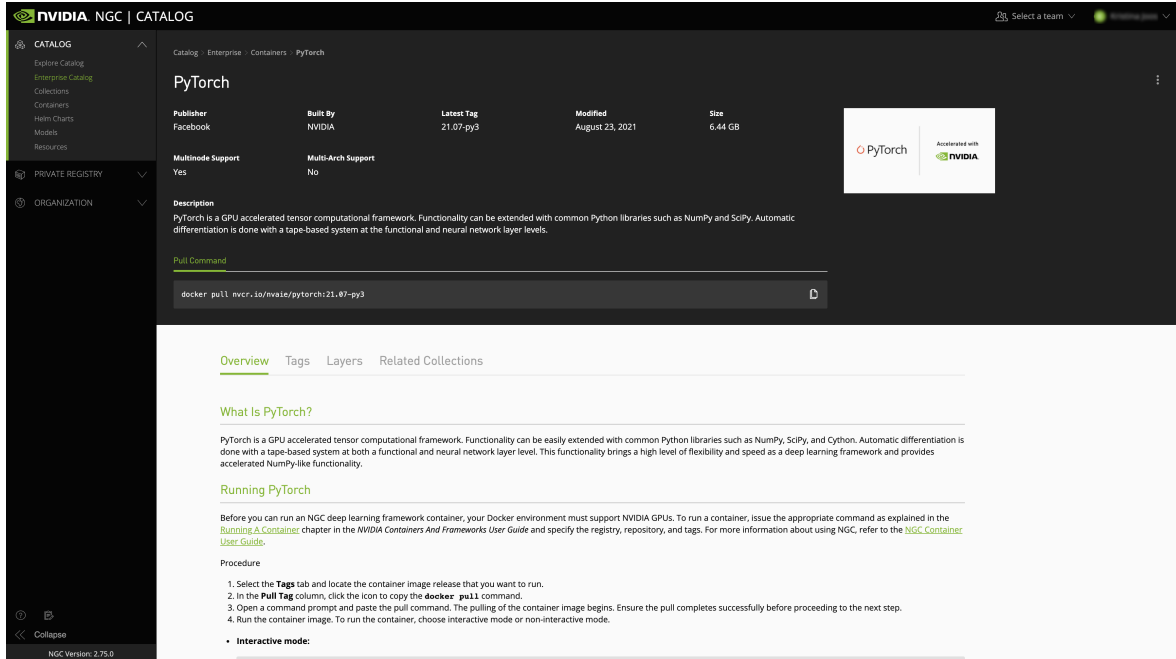 NVIDIA. NGC | CATALOG
Select a team
CATALOG
Explore Catalog
Enterprise Catalog
Collections
Containers
Helm Charts
Models
Resources
PRIVATE REGISTRY
ORGANIZATION
Collapse
NGC Version: 2.75.0
Catalog > Enterprise > Containers > PyTorch
PyTorch
Publisher Built By Latest Tag Modified Size
Facebook NVIDIA 21.07-py3 August 23, 2021 6.44 GB
Multinode Support Multi-Arch Support
Yes No
PyTorch
Accelerated with
NVIDIA.
Description
PyTorch is a GPU accelerated tensor computational framework. Functionality can be extended with common Python libraries such as NumPy and SciPy. Automatic
differentiation is done with a tape-based system at the functional and neural network layer levels.
Pull Command
docker pull nvcr.io/nvaie/pytorch:21.07-py3
Overview Tags Layers Related Collections
What Is PyTorch?
PyTorch is a GPU accelerated tensor computational framework. Functionality can be easily extended with common Python libraries such as NumPy, SciPy, and Cython. Automatic differentiation is
done with a tape-based system at both a functional and neural network layer level. This functionality brings a high level of flexibility and speed as a deep learning framework and provides
accelerated NumPy-like functionality.
Running PyTorch
Before you can run an NGC deep learning framework container, your Docker environment must support NVIDIA GPUs. To run a container, issue the appropriate command as explained in the
Running A Container chapter in the NVIDIA Containers And Frameworks User Guide and specify the registry, repository, and tags. For more information about using NGC, refer to the NGC Container
User Guide.
Procedure
1. Select the Tags tab and locate the container image release that you want to run.
2. In the Pull Tag column, click the icon to copy the docker pull command.
3. Open a command prompt and paste the pull command. The pulling of the container image begins. Ensure the pull completes successfully before proceeding to the next step.
4. Run the container image. To run the container, choose interactive mode or non-interactive mode.
• Interactive mode: